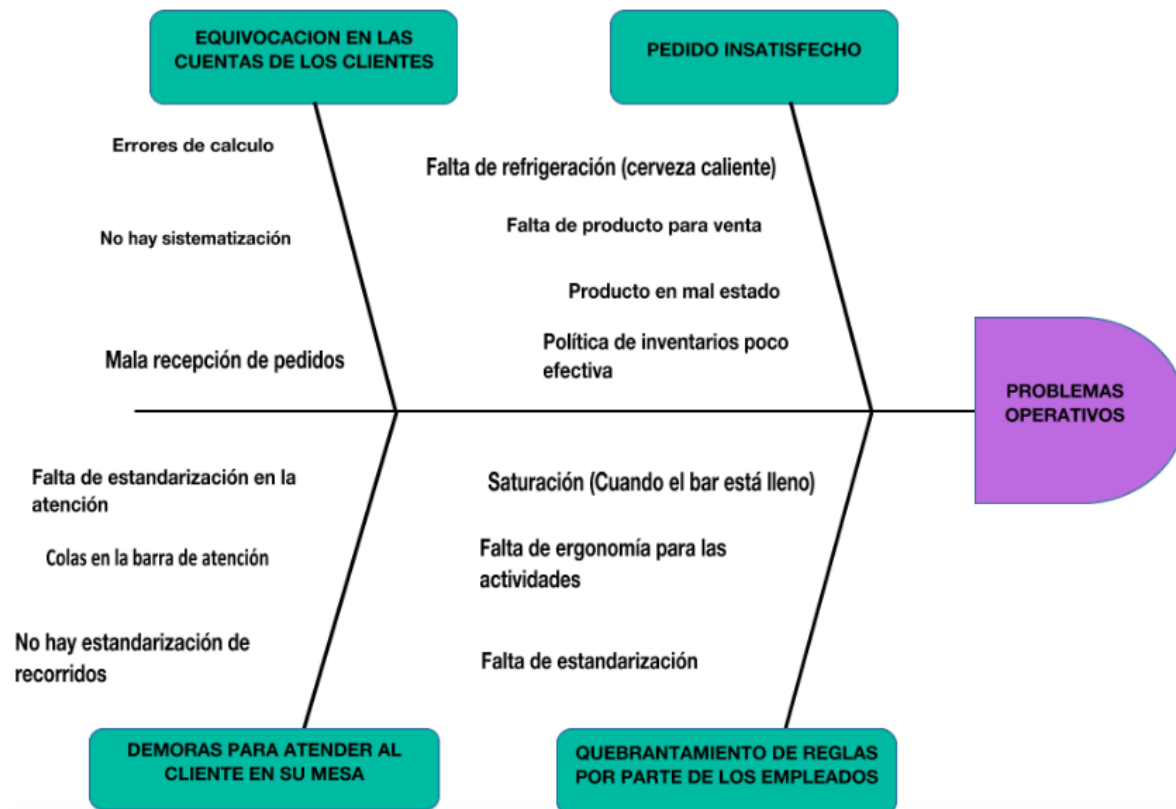 EQUIVOCACION EN LAS
CUENTAS DE LOS CLIENTES
PEDIDO INSATISFECHO
Errores de calculo
No hay sistematización
Mala recepción de pedidos
Falta de refrigeración (cerveza caliente)
Falta de producto para venta
Producto en mal estado
Política de inventarios poco
efectiva
PROBLEMAS
OPERATIVOS
Falta de estandarización en la
atención
Colas en la barra de atención
No hay estandarización de
recorridos
Saturación (Cuando el bar está lleno)
Falta de ergonomía para las
actividades
Falta de estandarización
DEMORAS PARA ATENDER AL
CLIENTE EN SU MESA
QUEBRANTAMIENTO DE REGLAS
POR PARTE DE LOS EMPLEADOS